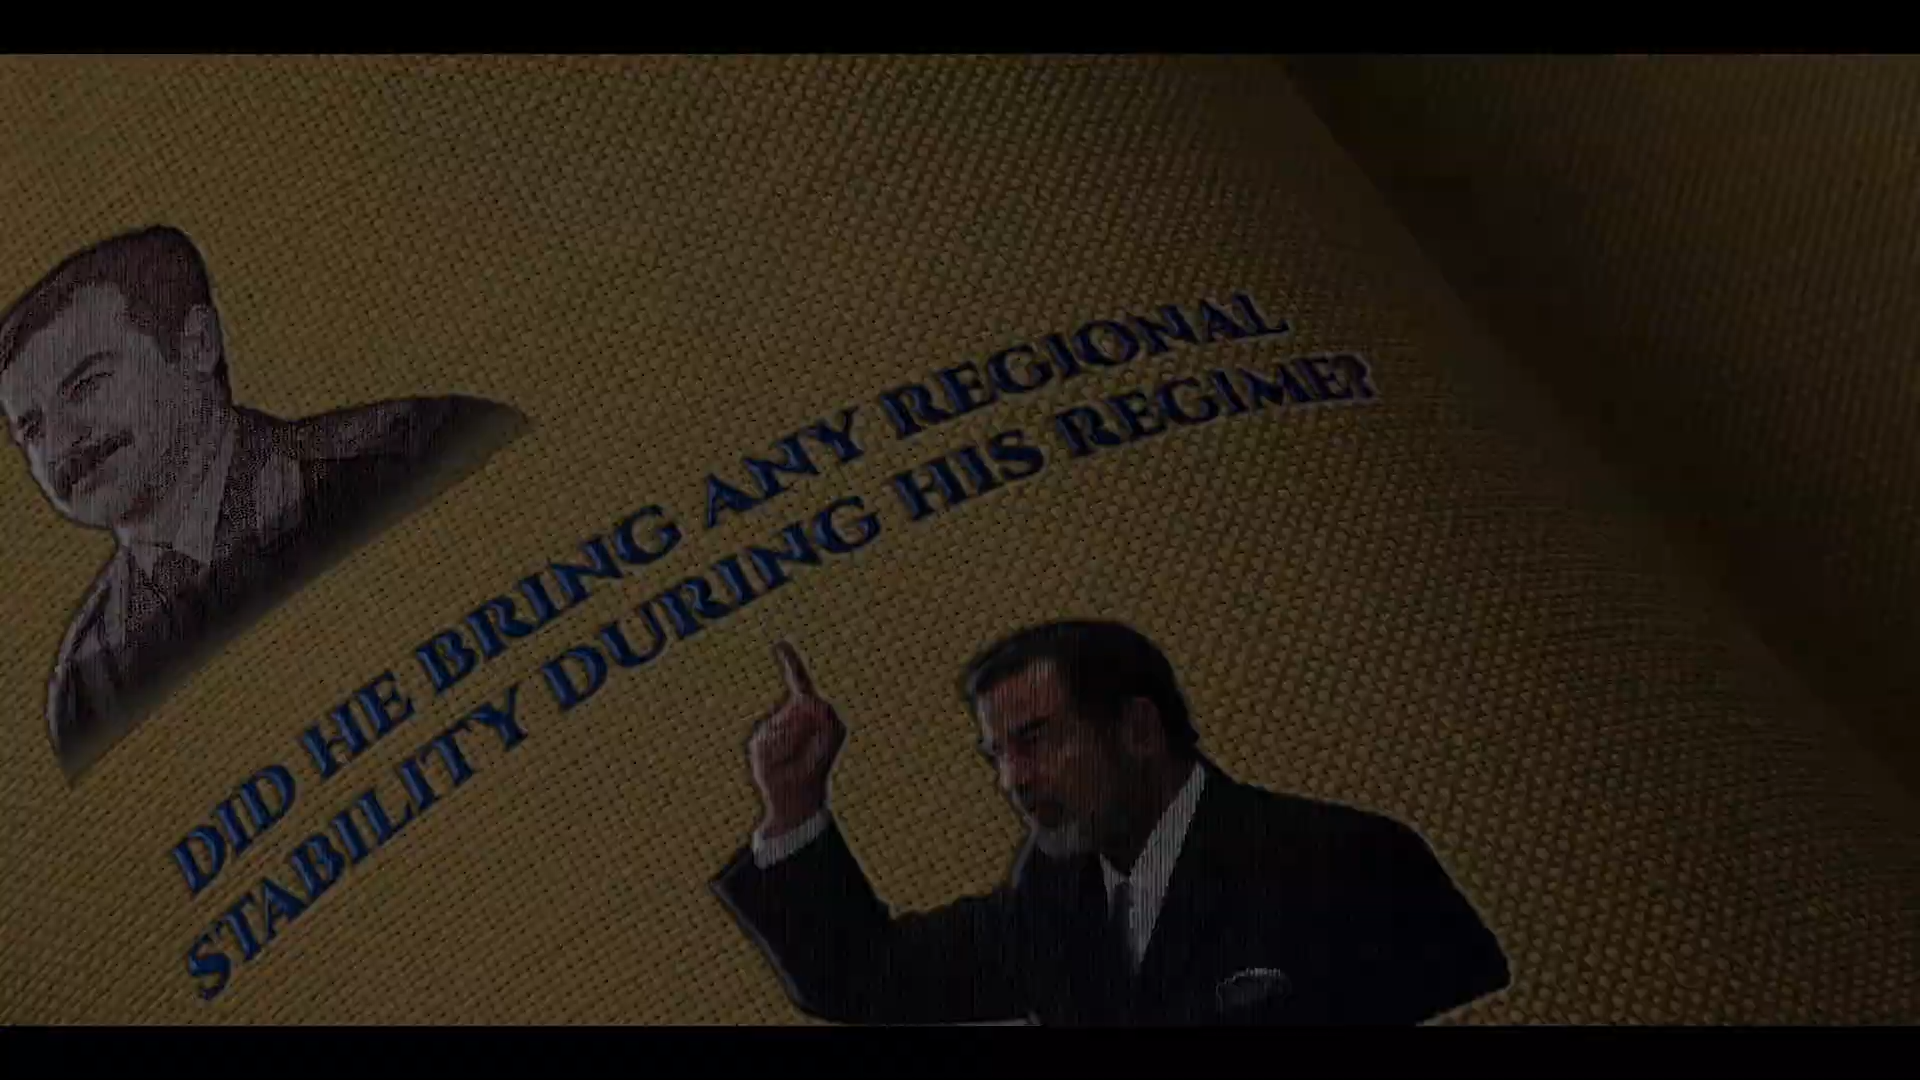 DID HE BRING ANY REGIONAL
STABILITY DURING HIS REGIME?